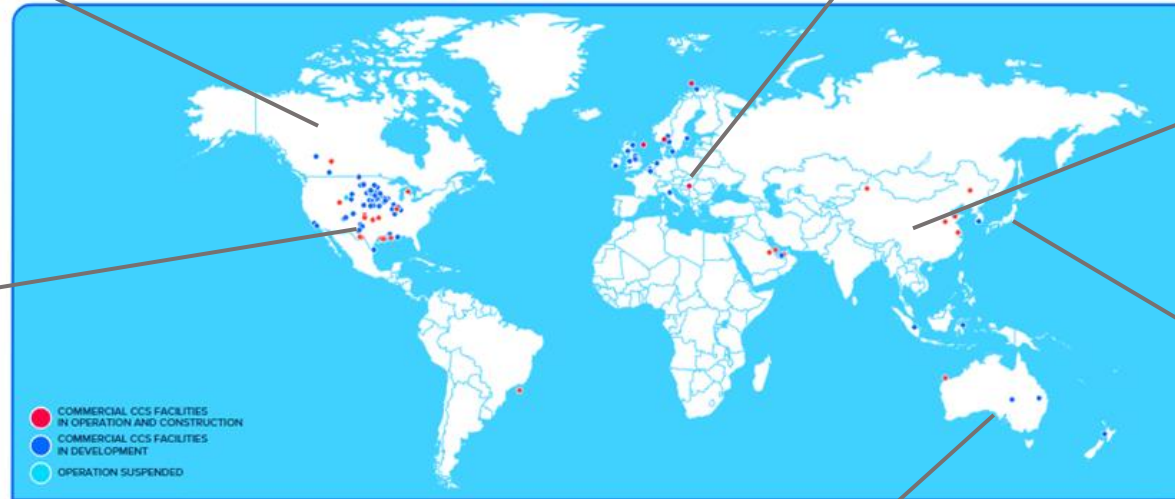 COMMERCIAL CCS FACILITIES
IN OPERATION AND CONSTRUCTION
COMMERCIAL CCS FACILITIES
IN DEVELOPMENT
OPERATION SUSPENDED